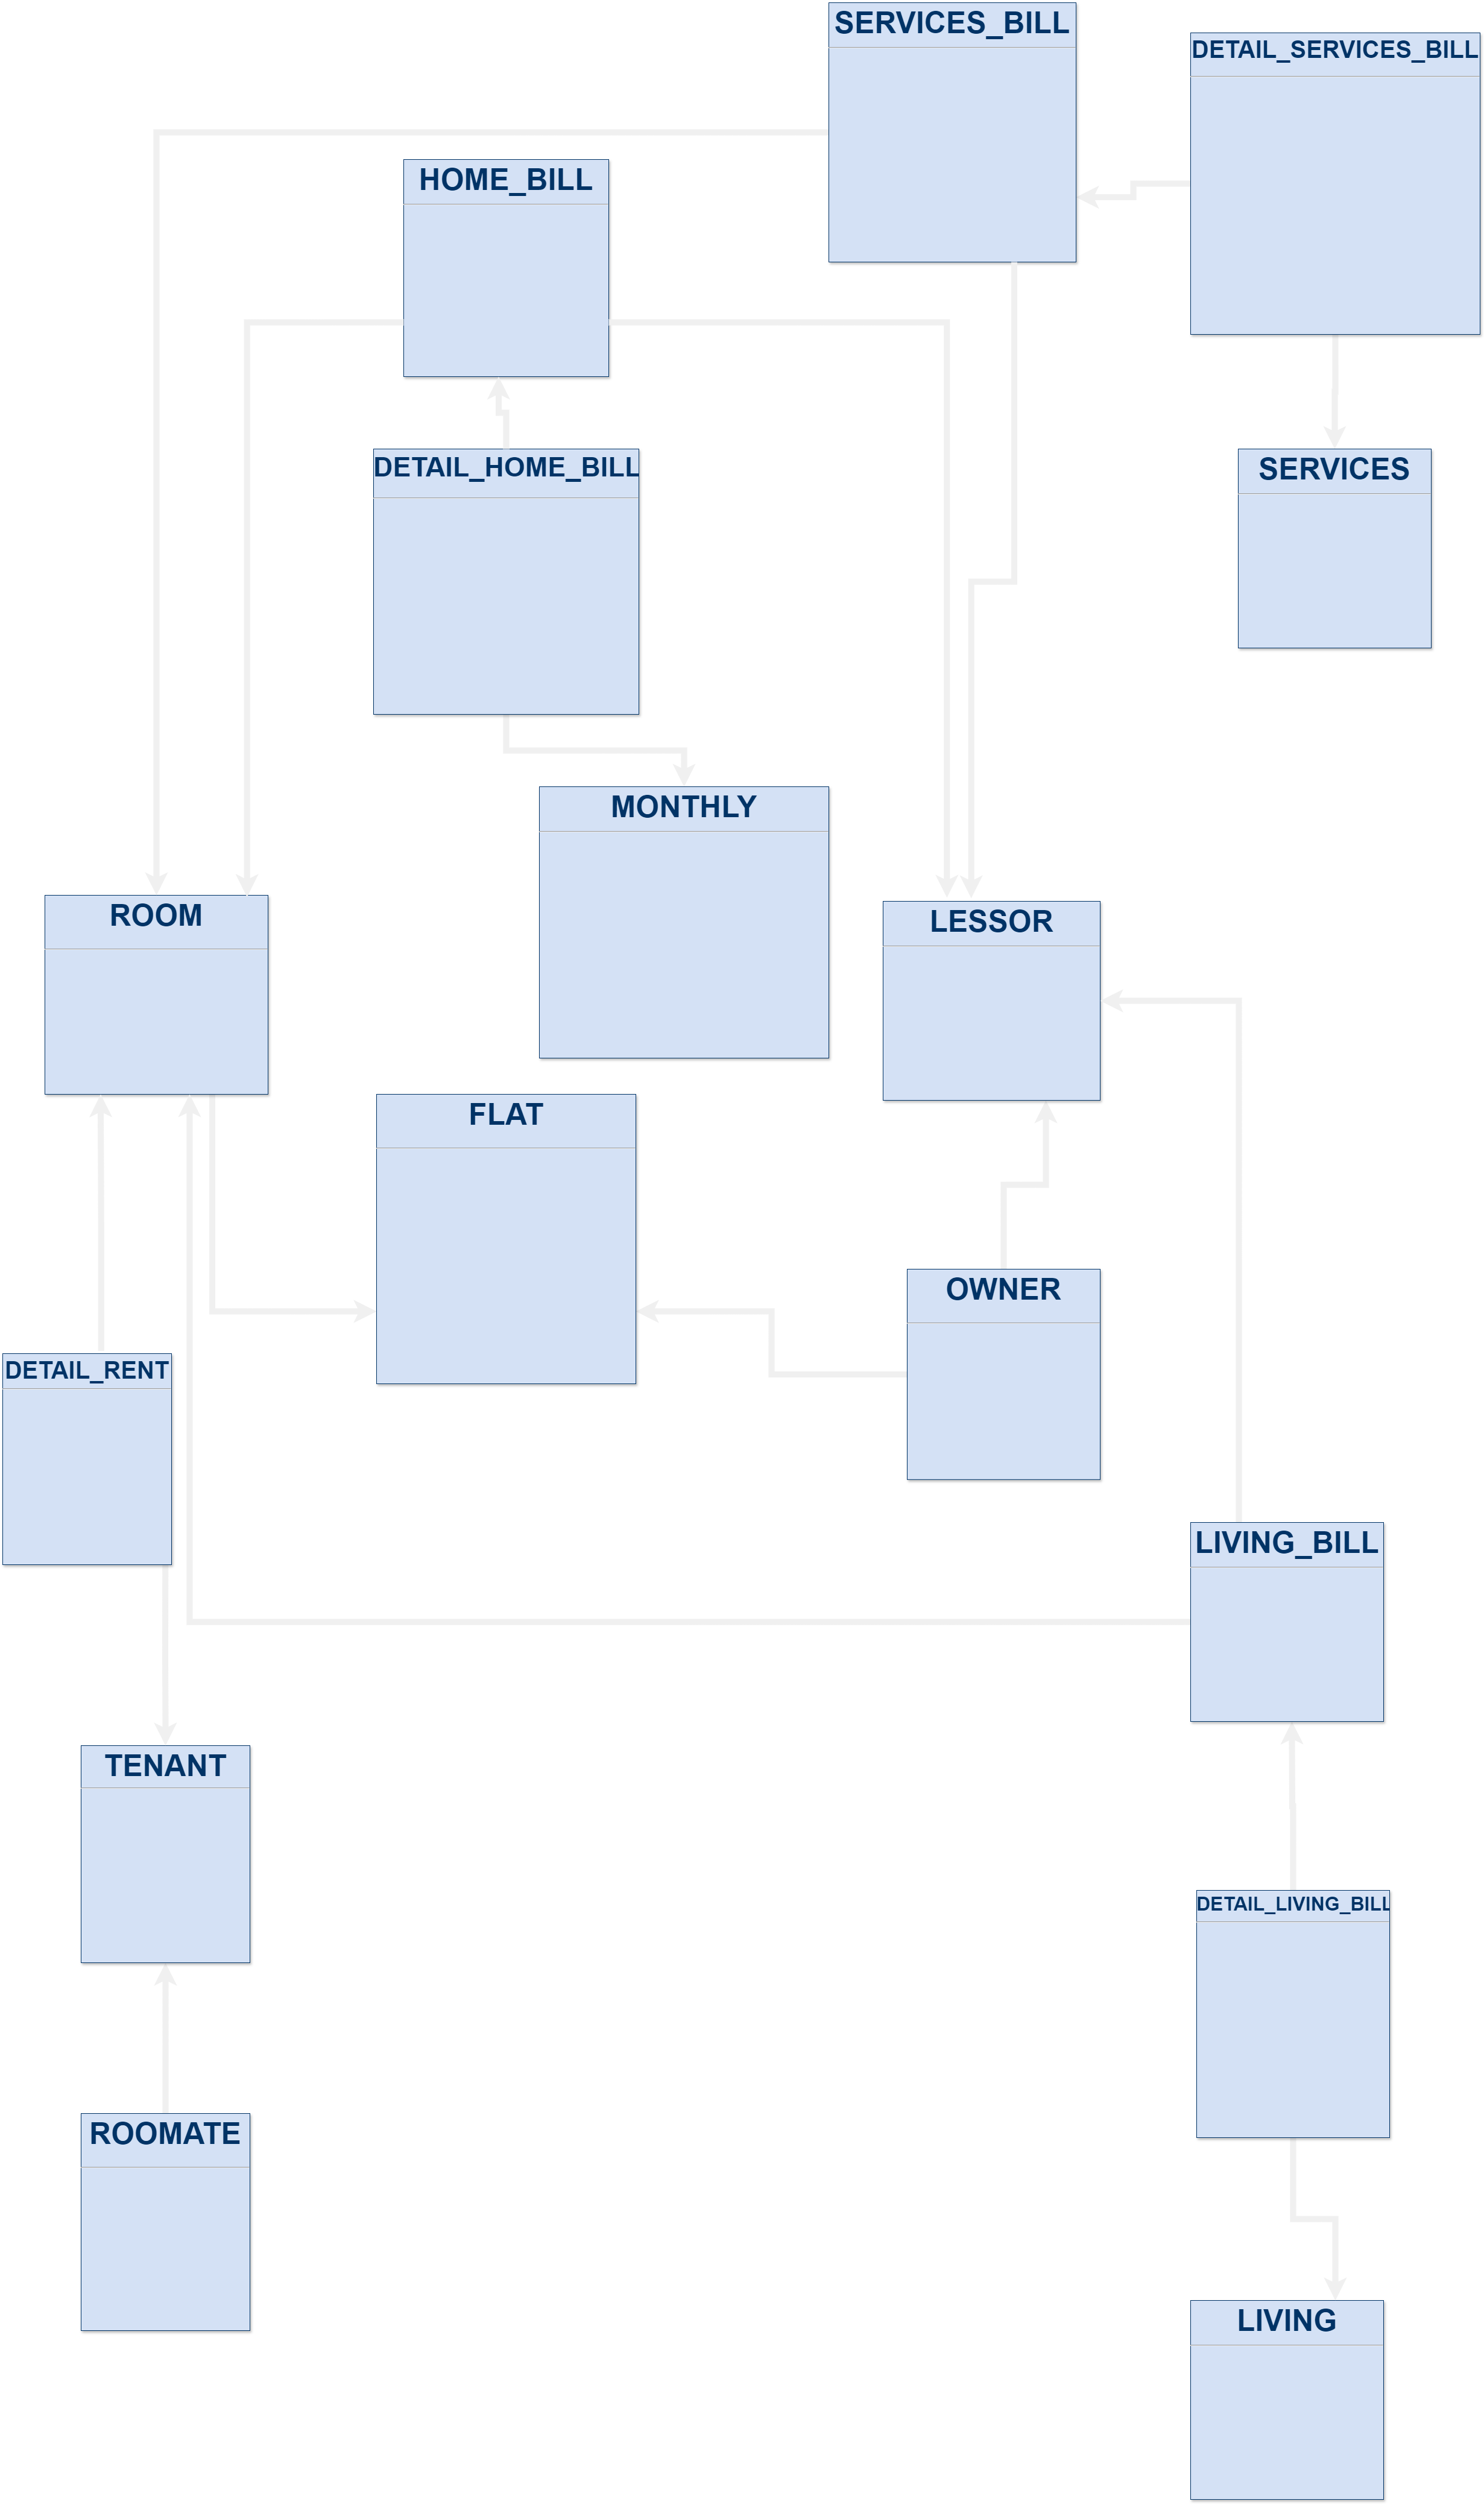 SERVICES_BILL
DETAIL_SERVICES_BILL
HOME_BILL
DETAIL_HOME_BILL
SERVICES
MONTHLY
ROOM
LESSOR
FLAT
OWNER
DETAIL_RENT
LIVING_BILL
TENANT
DETAIL_LIVING_BILL
ROOMATE
LIVING